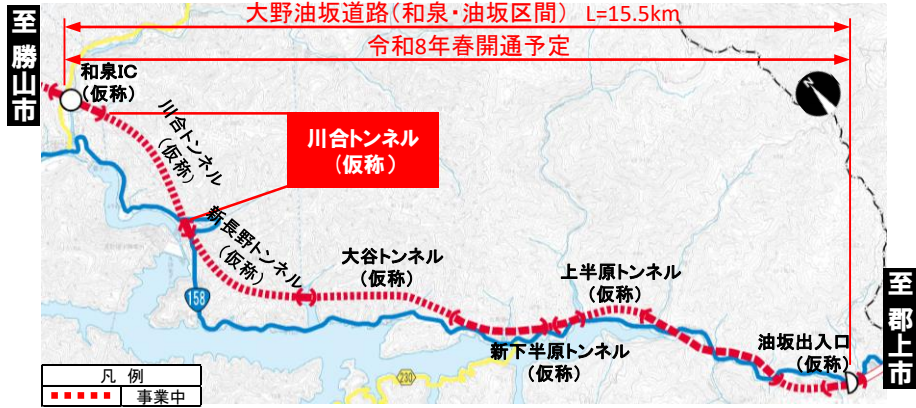 大野油坂道路(和泉・油坂区間) L=15.5km
令和8年春開通予定
至 勝山市
和泉IC
(仮称)
川合トンネル
(仮称)
川合トンネル
(仮称)
新長野トンネル
(仮称)
大谷トンネル
(仮称)
上半原トンネル
(仮称)
158
新下半原トンネル
(仮称)
油坂出入口
(仮称)
至 郡上市
230
凡 例
事業中